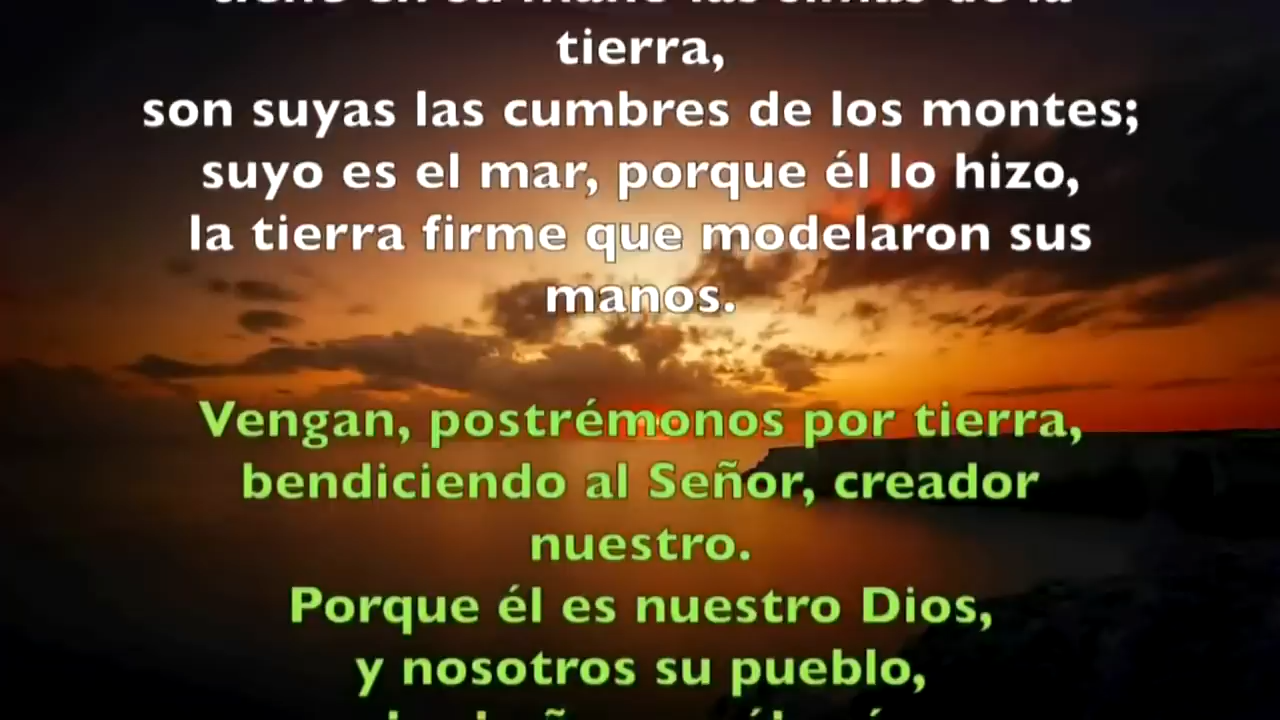 tierra,
son suyas las cumbres de los montes;
suyo es el mar, porque él lo hizo,
la tierra firme que modelaron sus
manos.
Vengan, postrémonos por tierra,
bendiciendo al Señor, creador
nuestro.
Porque él es nuestro Dios,
y nosotros su pueblo,